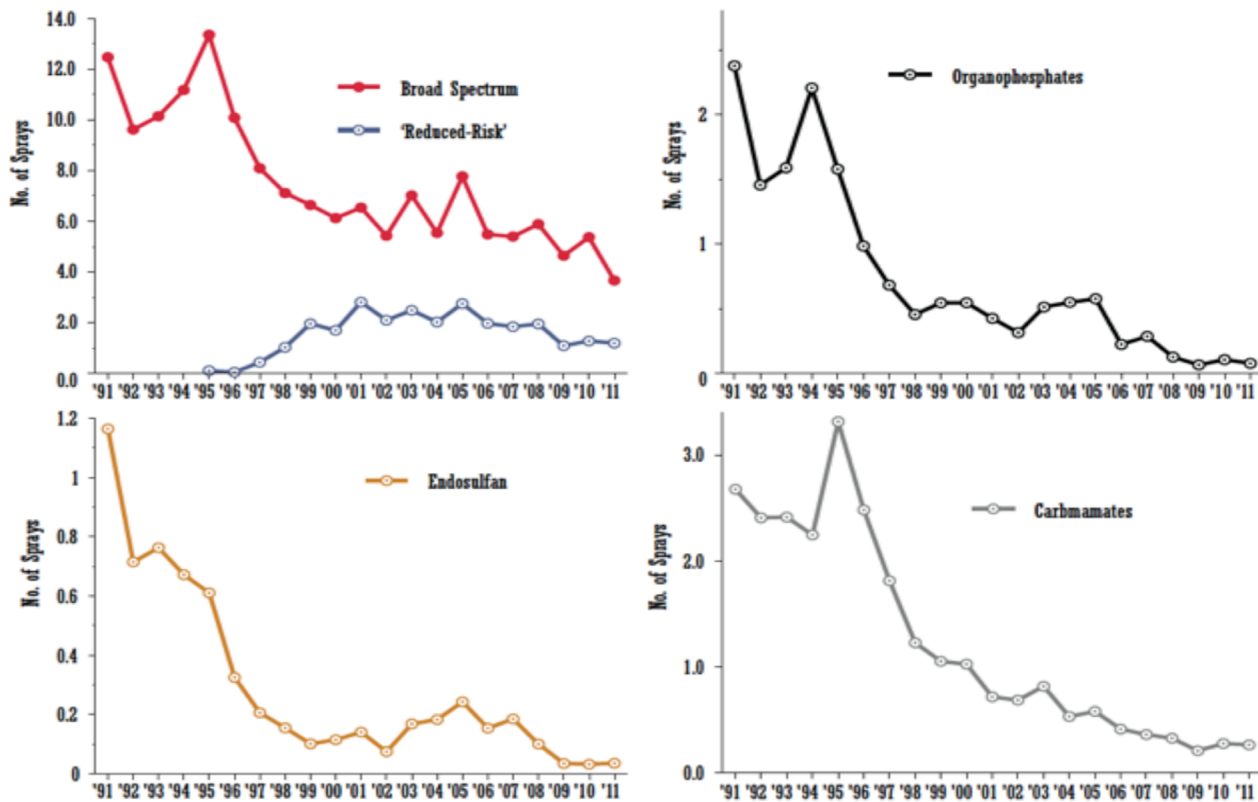 14.0
12.0
10.0
8.0
6.0
4.0
2.0
0.0
No. of Sprays
Broad Spectrum
'Reduced-Risk'
'91 '92 '93 '94 '95 '96 '97 '98 '99 '00 '01 '02 '03 '04 '05 '06 '07 '08 '09 '10 '11
2
1
0
No. of Sprays
Organophosphates
'91 '92 '93 '94 '95 '96 '97 '98 '99 '00 '01 '02 '03 '04 '05 '06 '07 '08 '09 '10 '11
1.2
1
0.8
0.6
0.4
0.2
0
No. of Sprays
Endosulfan
'91 '92 '93 '94 '95 '96 '97 '98 '99 '00 '01 '02 '03 '04 '05 '06 '07 '08 '09 '10 '11
3.0
2.0
1.0
0.0
No. of Sprays
Carbmamates
'91 '92 '93 '94 '95 '96 '97 '98 '99 '00 '01 '02 '03 '04 '05 '06 '07 '08 '09 '10 '11